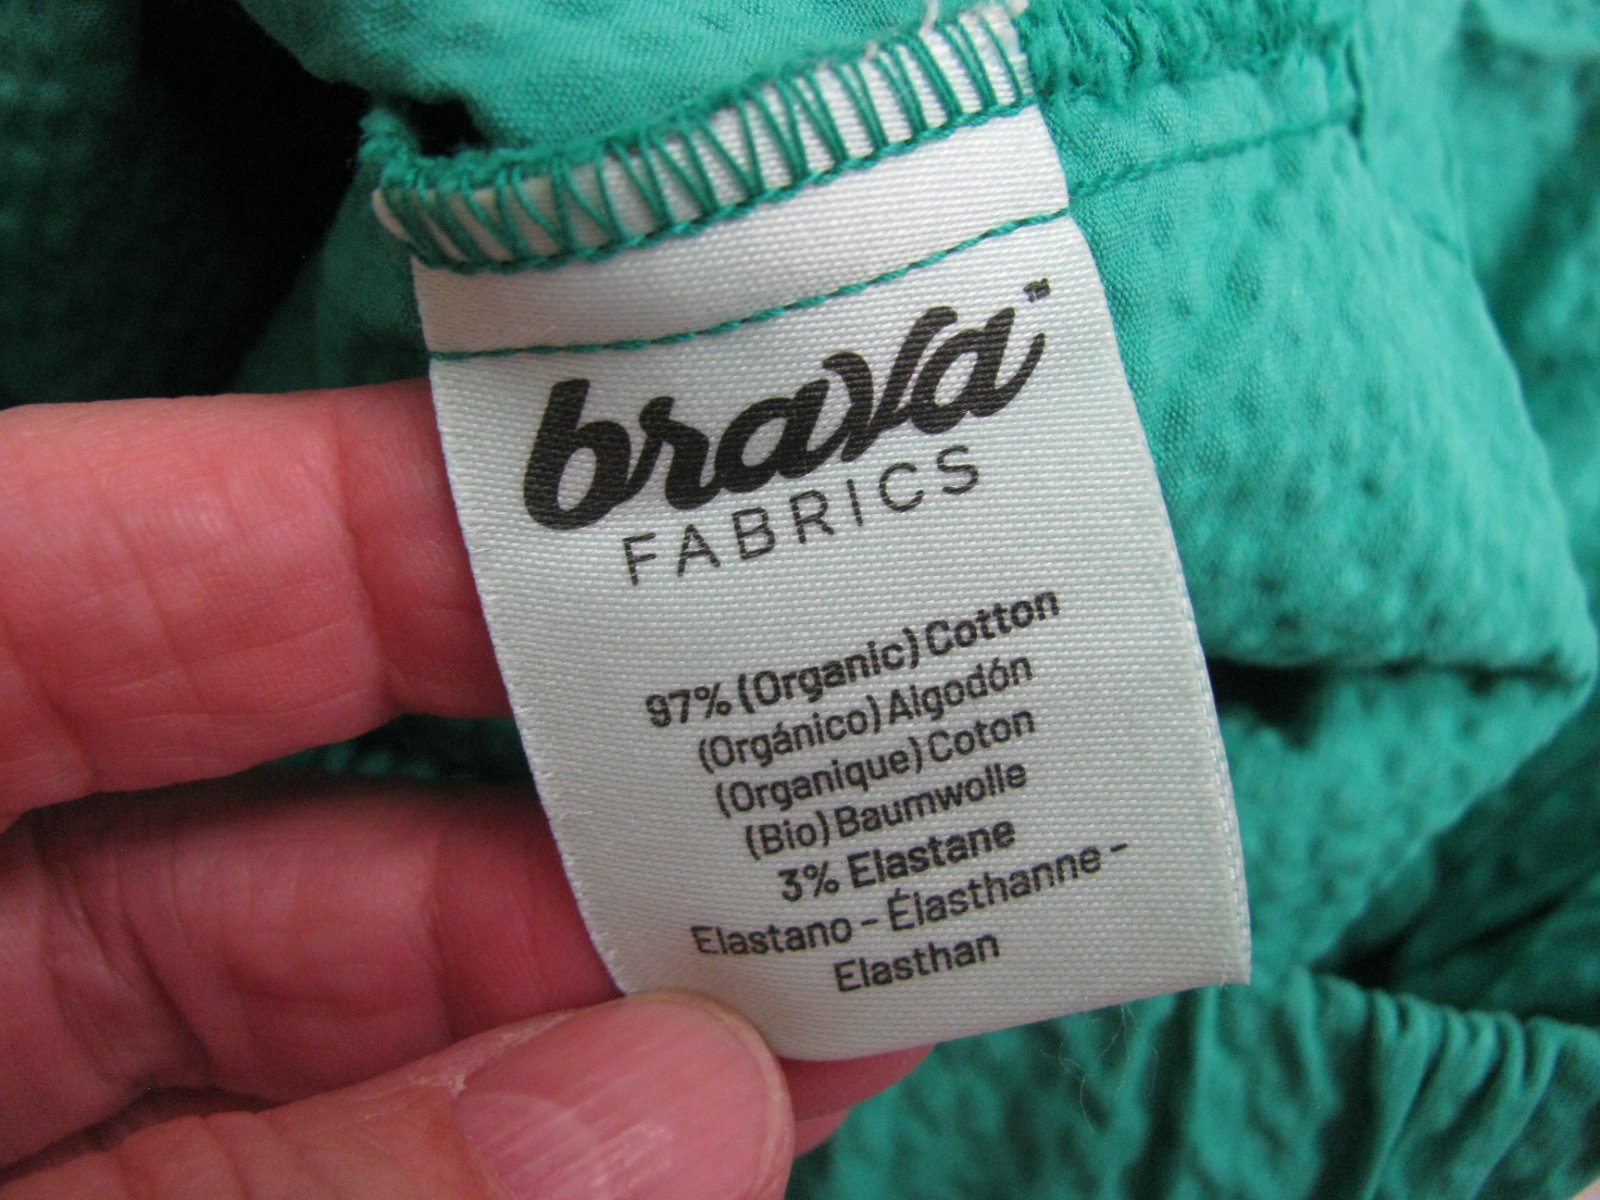 brava™
FABRICS
97% (Organic) Cotton
(Orgánico) Algodón
(Organique) Coton
(Bio) Baumwolle
3% Elastane
Elastano - Élasthanne -
Elasthan